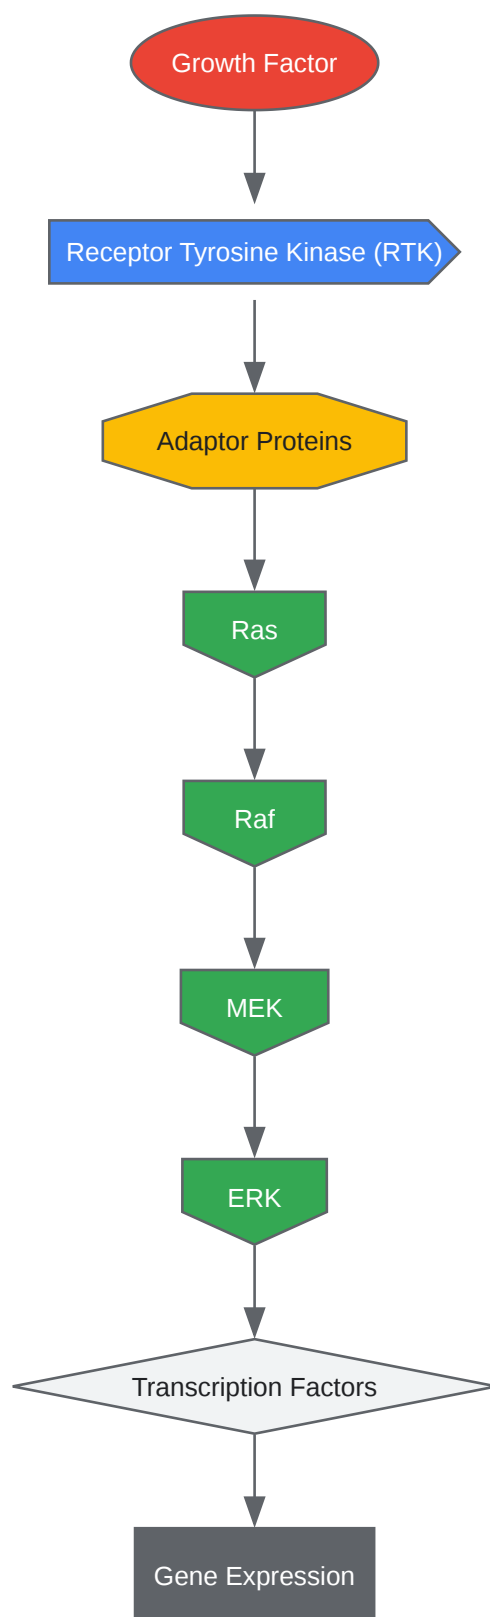 Growth Factor
Receptor Tyrosine Kinase (RTK)
Adaptor Proteins
Ras
Raf
MEK
ERK
Transcription Factors
Gene Expression